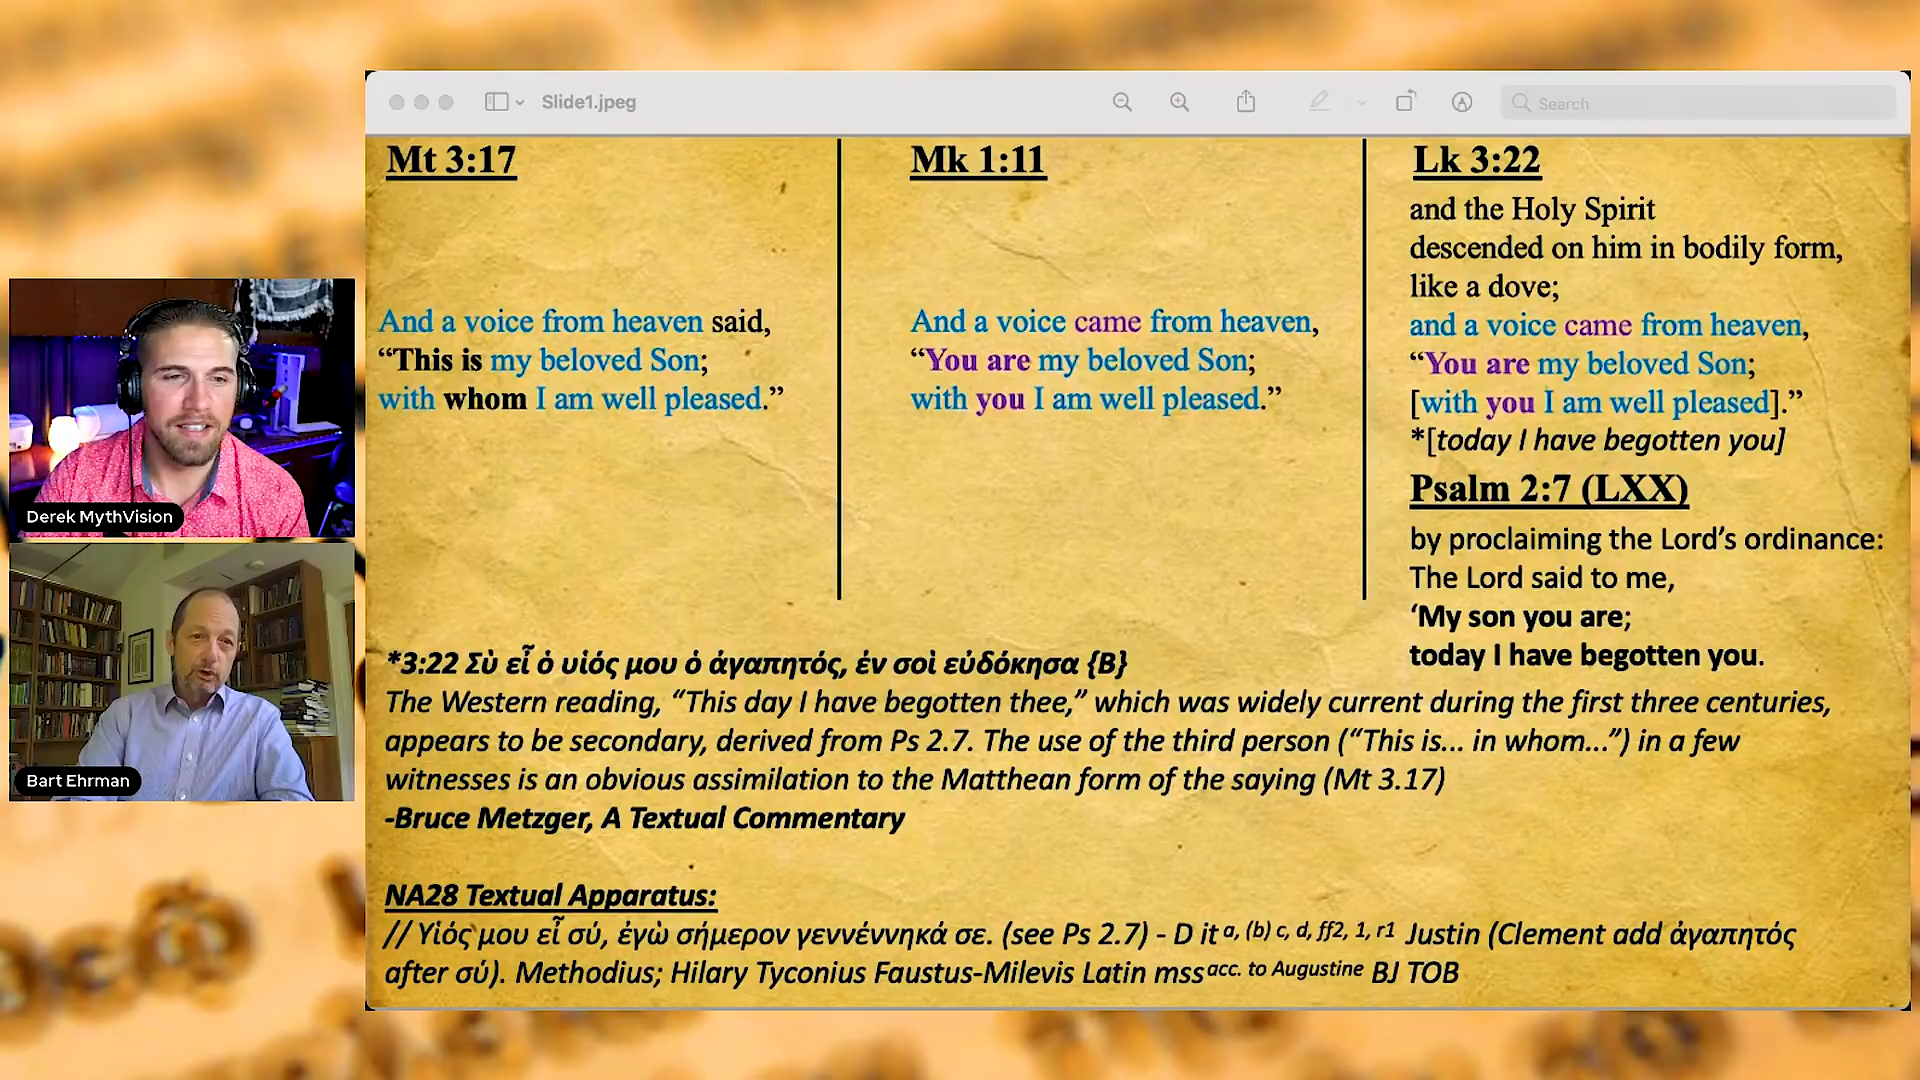 Slide1.jpeg
Search
Mt 3:17
And a voice from heaven said,
“This is my beloved Son;
with whom I am well pleased.”
Mk 1:11
And a voice came from heaven,
“You are my beloved Son;
with you I am well pleased.”
Lk 3:22
and the Holy Spirit
descended on him in bodily form,
like a dove;
and a voice came from heaven,
“You are my beloved Son;
[with you I am well pleased].”
*[today I have begotten you]
Psalm 2:7 (LXX)
by proclaiming the Lord’s ordinance:
The Lord said to me,
‘My son you are;
today I have begotten you.
*3:22 Σὺ εἶ ὁ υἱός μου ὁ ἀγαπητός, ἐν σοὶ εὐδόκησα {B}
The Western reading, “This day I have begotten thee,” which was widely current during the first three centuries,
appears to be secondary, derived from Ps 2.7. The use of the third person (“This is... in whom...”) in a few
witnesses is an obvious assimilation to the Matthean form of the saying (Mt 3.17)
-Bruce Metzger, A Textual Commentary
NA28 Textual Apparatus:
// Υἱός μου εἶ σύ, ἐγὼ σήμερον γεννέννηκά σε. (see Ps 2.7) - D it a, (b) c, d, ff2, 1, r1 Justin (Clement add ἀγαπητός
after σύ). Methodius; Hilary Tyconius Faustus-Milevis Latin mss acc. to Augustine BJ TOB
Derek MythVision
Bart Ehrman